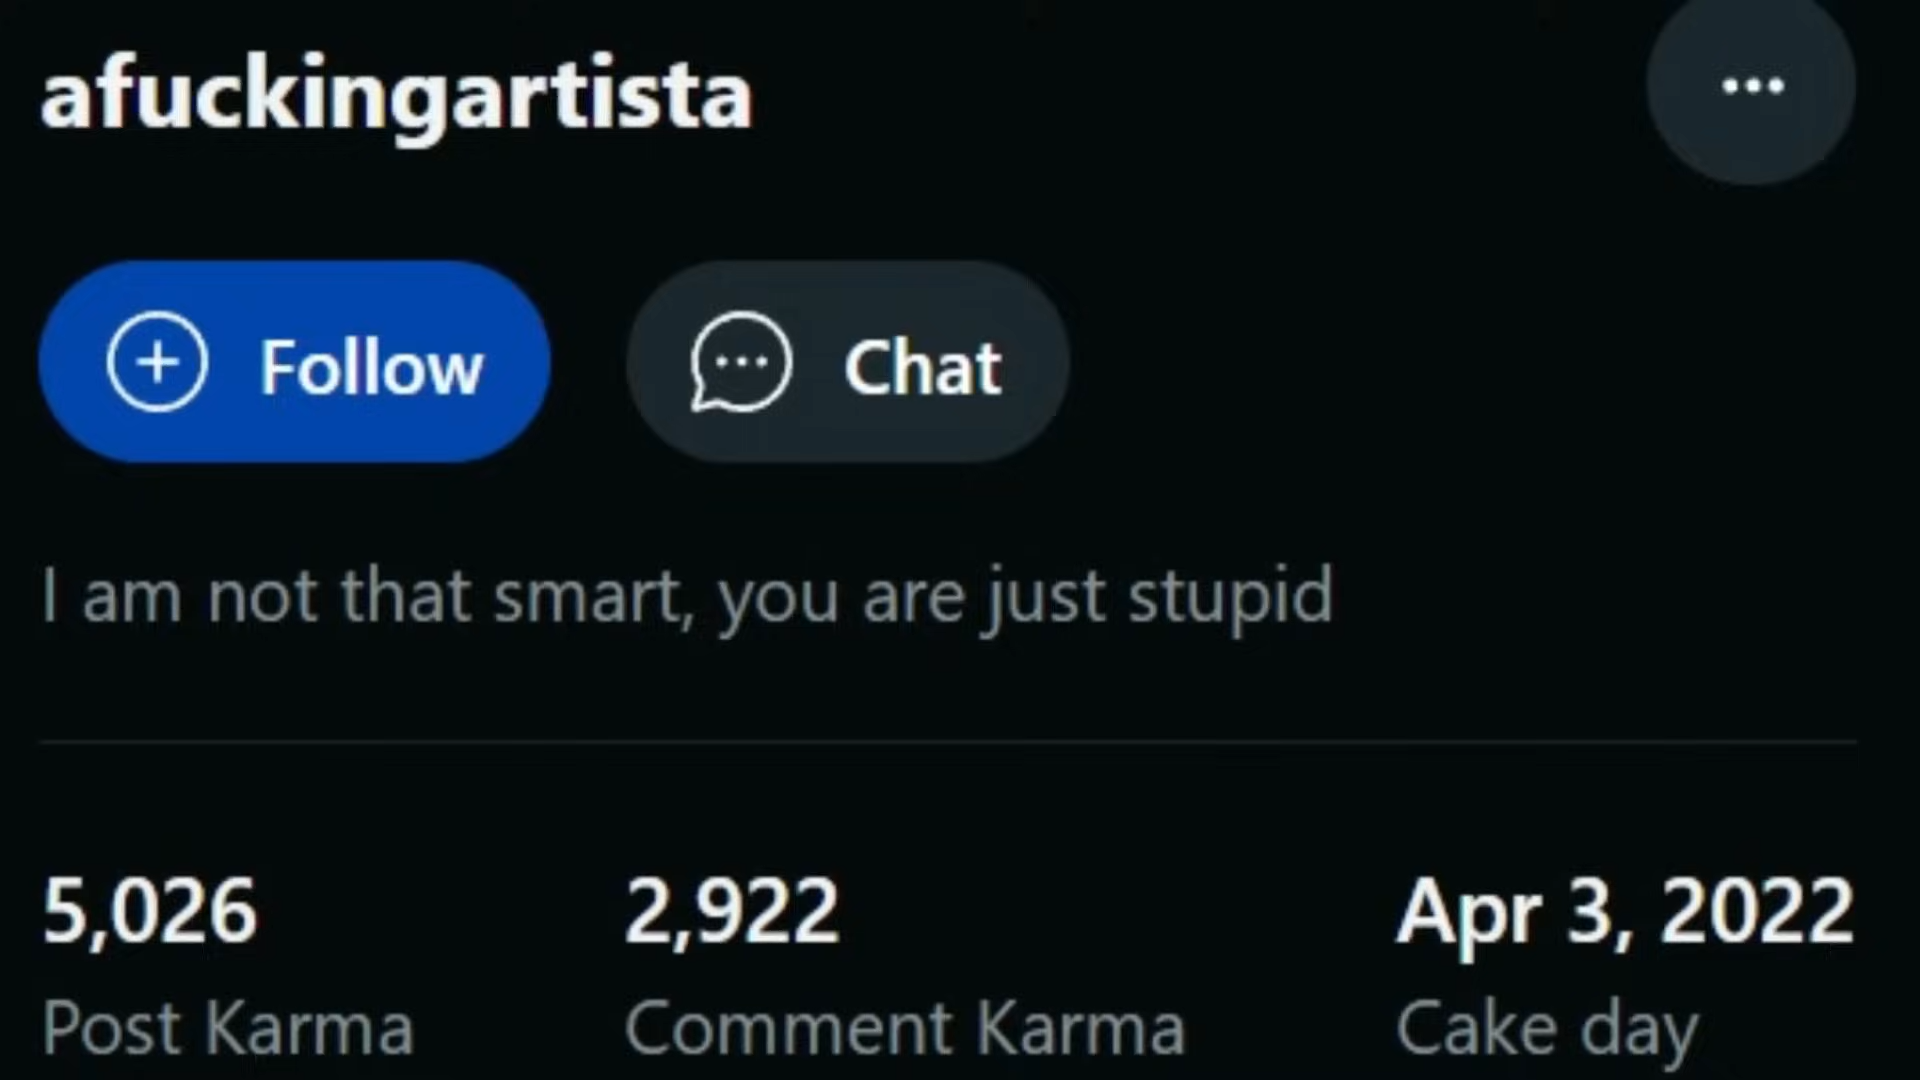 afuckingartista
Follow
Chat
I am not that smart, you are just stupid
5,026
2,922
Apr 3, 2022
Post Karma
Comment Karma
Cake day